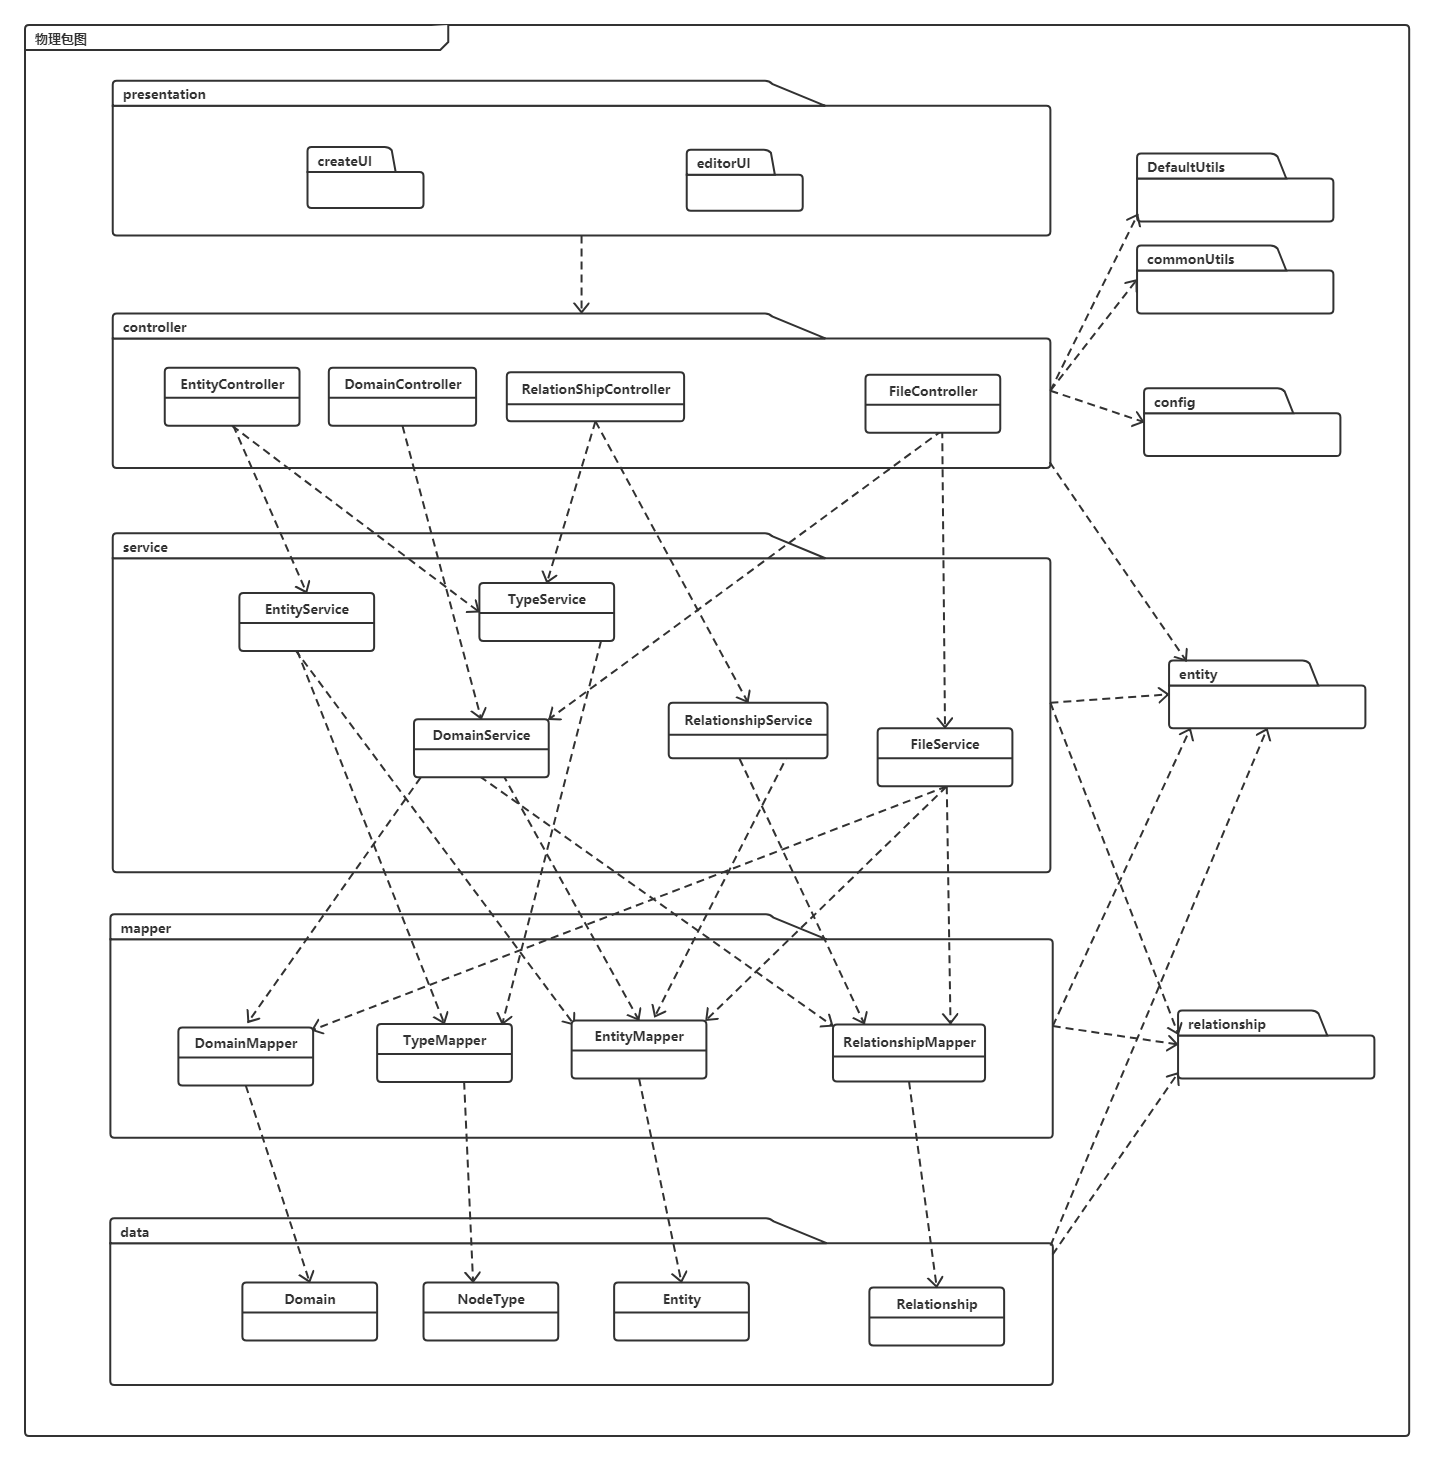 物理包图
presentation
createUI
editorUI
DefaultUtils
commonUtils
controller
EntityController
DomainController
RelationShipController
FileController
config
service
EntityService
TypeService
DomainService
RelationshipService
FileService
entity
mapper
DomainMapper
TypeMapper
EntityMapper
RelationshipMapper
relationship
data
Domain
NodeType
Entity
Relationship